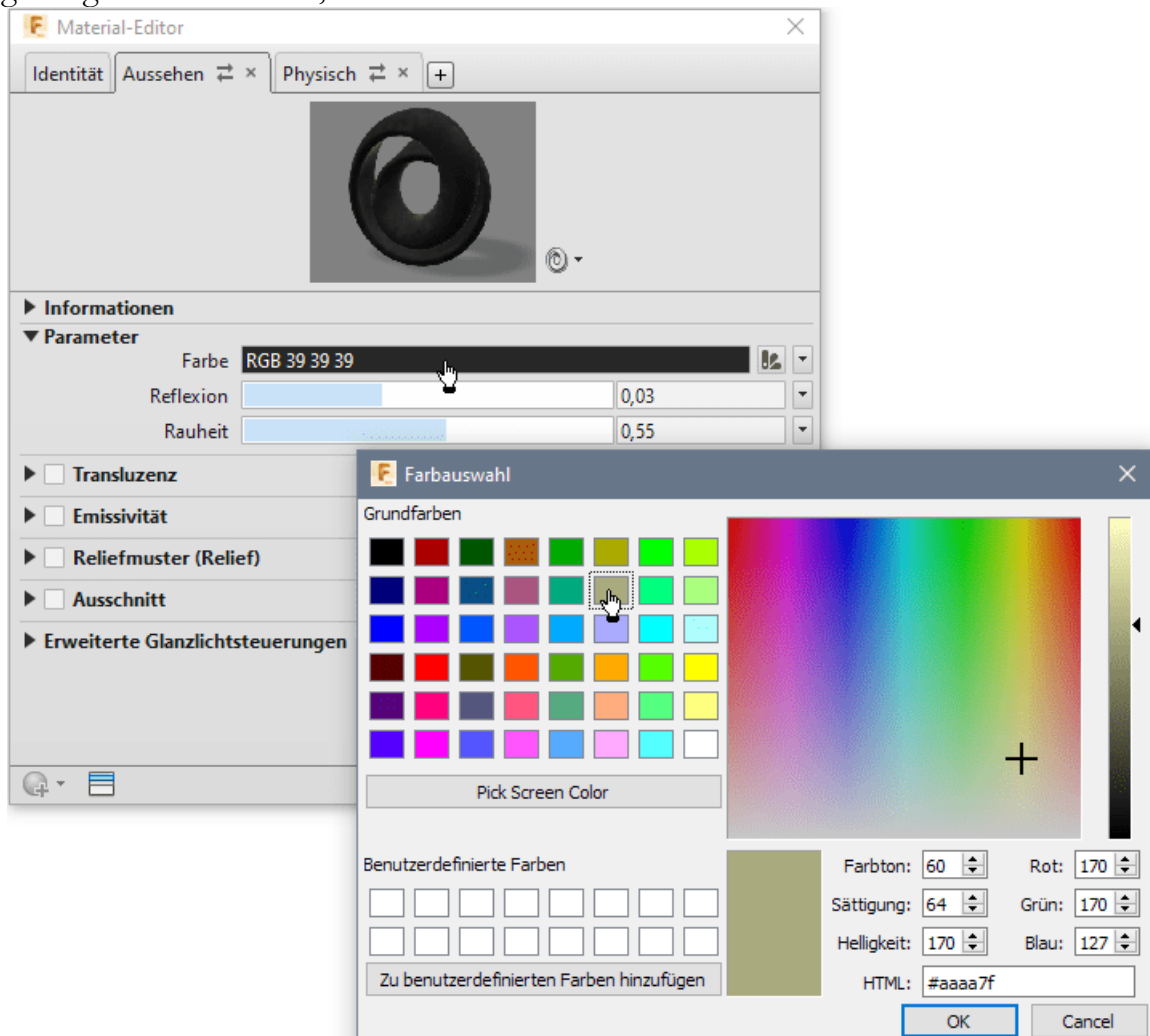 Material-Editor
Identität Aussehen Physisch
Informationen
Parameter
Farbe RGB 39 39 39
Reflexion 0,03
Rauheit 0,55
Transluzenz
Emissivität
Reliefmuster (Relief)
Ausschnitt
Erweiterte Glanzlichtsteuerungen
Farbauswahl
Grundfarben
Pick Screen Color
Benutzerdefinierte Farben
Zu benutzerdefinierten Farben hinzufügen
Farbton: 60 Rot: 170
Sättigung: 64 Grün: 170
Helligkeit: 170 Blau: 127
HTML: #aaaa7f
OK Cancel